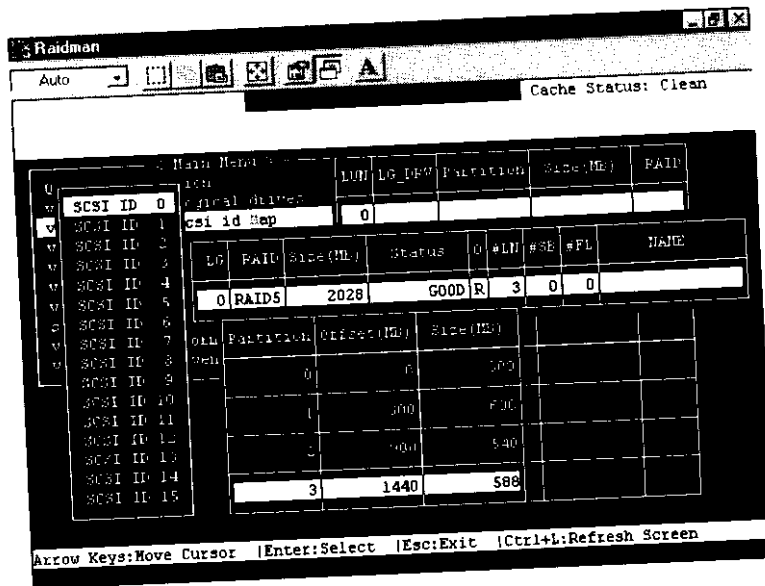 Raidman
Auto
A
Cache Status: Clean
< Main Menu >
LUN LG_DRV Partition Size(MB) RAID
csi id Map
0
SCSI ID 0
SCSI ID 1
SCSI ID 2
SCSI ID 3
SCSI ID 4
SCSI ID 5
SCSI ID 6
SCSI ID 7
SCSI ID 8
SCSI ID 9
SCSI ID 10
SCSI ID 11
SCSI ID 12
SCSI ID 13
SCSI ID 14
SCSI ID 15
LG RAID Size(MB) Status O #LN #SB #FL NAME
0 RAID5 2028 GOOD R 3 0 0
Partition Offset(MB) Size(MB)
0 0 300
1 300 600
2 900 540
3 1440 588
Arrow Keys:Move Cursor |Enter:Select |Esc:Exit |Ctrl+L:Refresh Screen